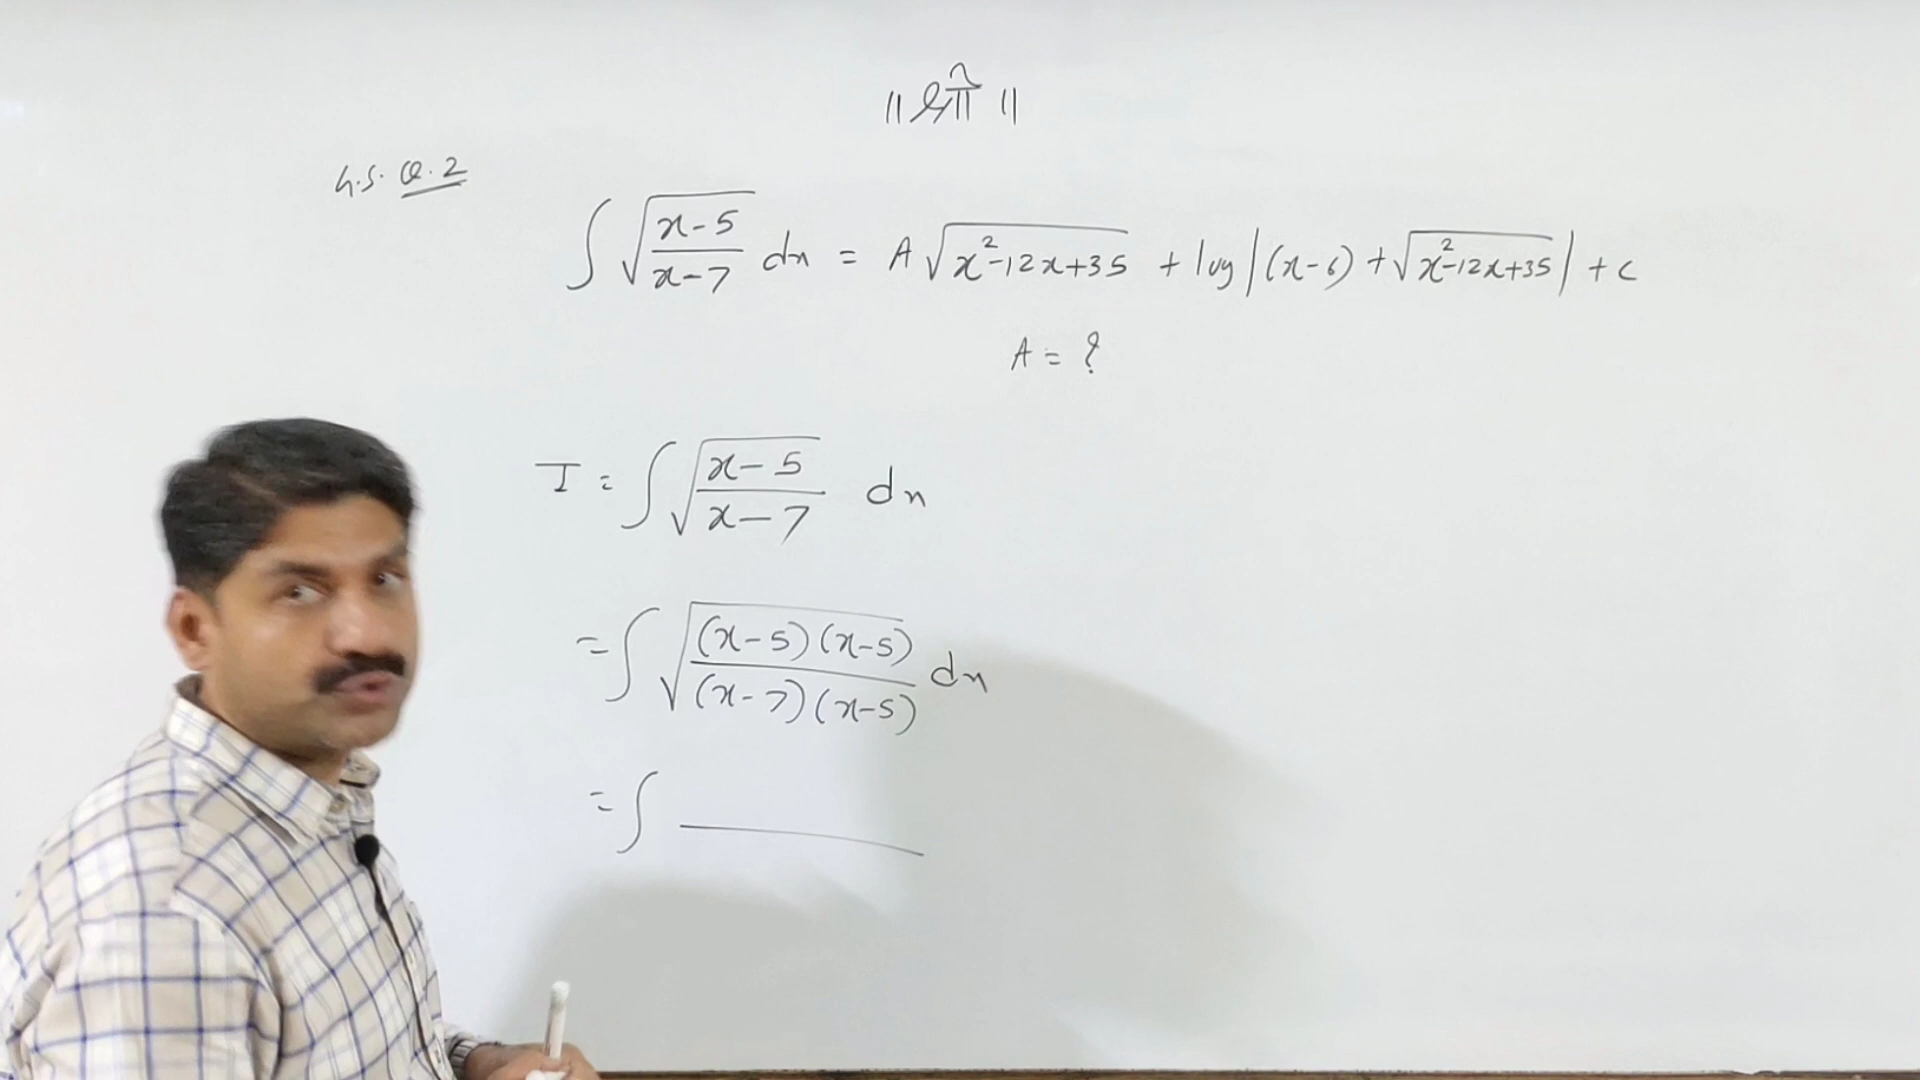 ॥ श्री ॥
h.s. Q.2
∫ √((x-5)/(x-7)) dx = A √(x²-12x+35) + log |(x-6) + √(x²-12x+35)| + c
A = ?
I = ∫ √((x-5)/(x-7)) dx
= ∫ √(((x-5)(x-5))/((x-7)(x-5))) dx
= ∫